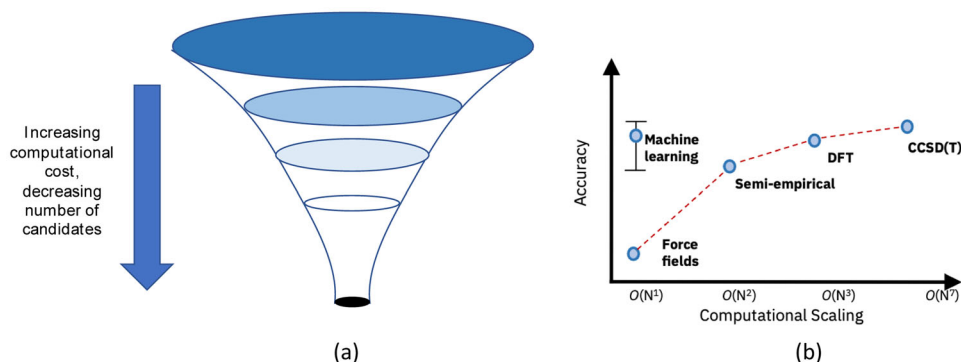 Increasing
computational
cost,
decreasing
number of
candidates
(a)
Accuracy
Machine
learning
Force
fields
Semi-empirical
DFT
CCSD(T)
O(N¹)
O(N²)
O(N³)
O(N⁷)
Computational Scaling
(b)